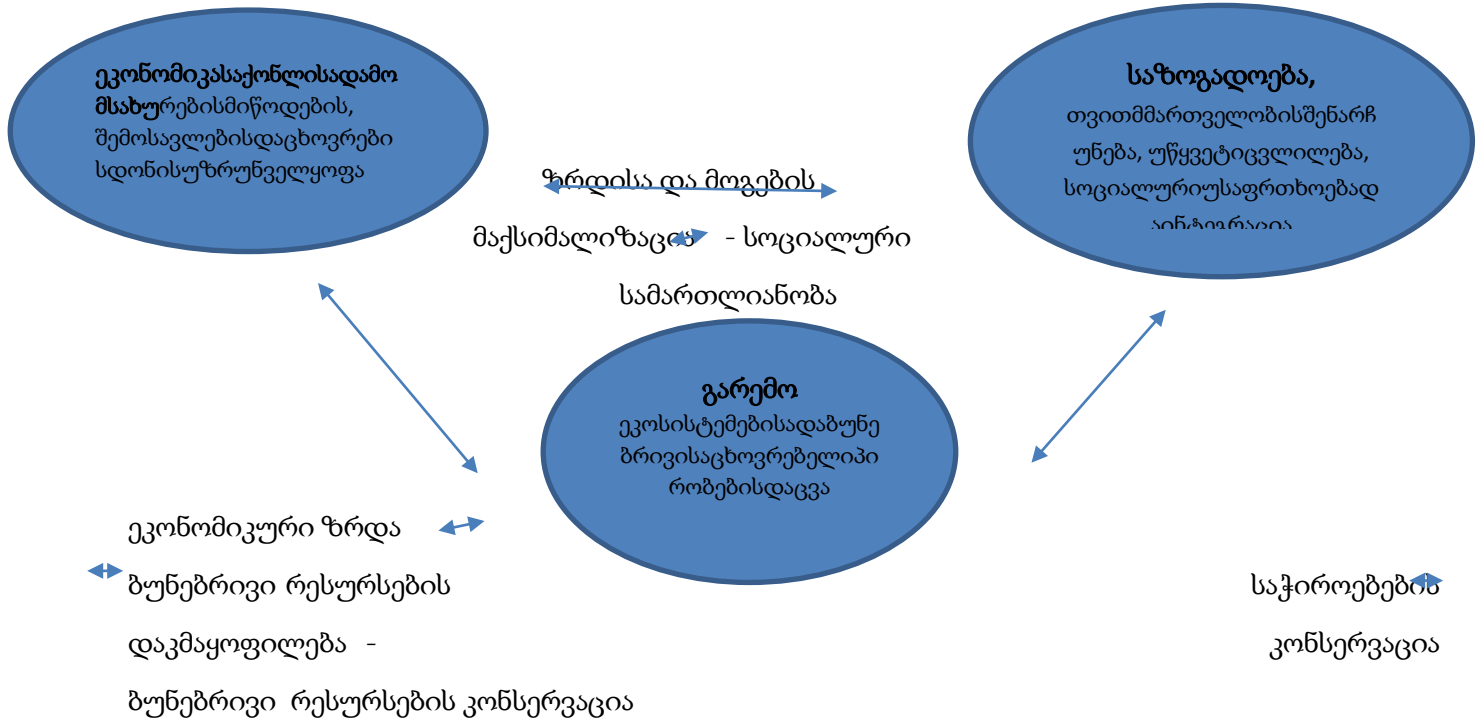 ეკონომიკასაქონლისადამო
მსახურებისმიწოდების,
შემოსავლებისდაცხოვრები
სდონისუზრუნველყოფა
საზოგადოება,
თვითმმართველობისშენარჩ
უნება, უწყვეტიცვლილება,
სოციალურიუსაფრთხოებად
აინტეგრაცია
ზრდისა და მოგების
მაქსიმალიზაცია - სოციალური
სამართლიანობა
გარემო
ეკოსისტემებისადაბუნე
ბრივისაცხოვრებელიპი
რობებისდაცვა
ეკონომიკური ზრდა
ბუნებრივი რესურსების
დაკმაყოფილება -
ბუნებრივი რესურსების კონსერვაცია
საჭიროებების
კონსერვაცია